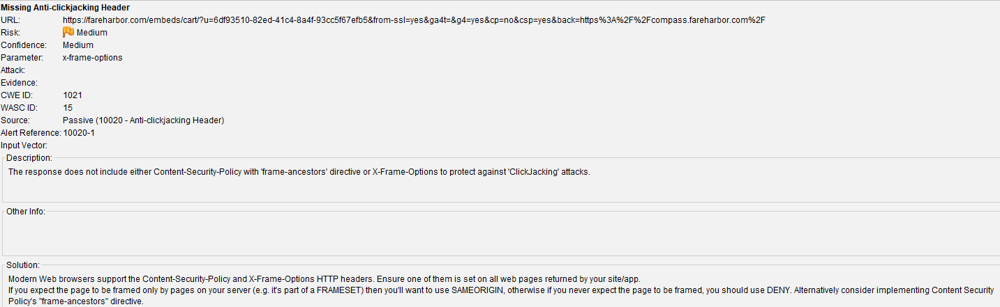 Missing Anti-clickjacking Header
URL: https://fareharbor.com/embeds/cart/?u=6df93510-82ed-41c4-8a4f-93cc5f67efb5&from-ssl=yes&ga4t=&g4=yes&cp=no&csp=yes&back=https%3A%2F%2Fcompass.fareharbor.com%2F
Risk: Medium
Confidence: Medium
Parameter: x-frame-options
Attack:
Evidence:
CWE ID: 1021
WASC ID: 15
Source: Passive (10020 - Anti-clickjacking Header)
Alert Reference: 10020-1
Input Vector:
Description:
The response does not include either Content-Security-Policy with 'frame-ancestors' directive or X-Frame-Options to protect against 'ClickJacking' attacks.
Other Info:
Solution:
Modern Web browsers support the Content-Security-Policy and X-Frame-Options HTTP headers. Ensure one of them is set on all web pages returned by your site/app.
If you expect the page to be framed only by pages on your server (e.g. it's part of a FRAMESET) then you'll want to use SAMEORIGIN, otherwise if you never expect the page to be framed, you should use DENY. Alternatively consider implementing Content Security
Policy's "frame-ancestors" directive.